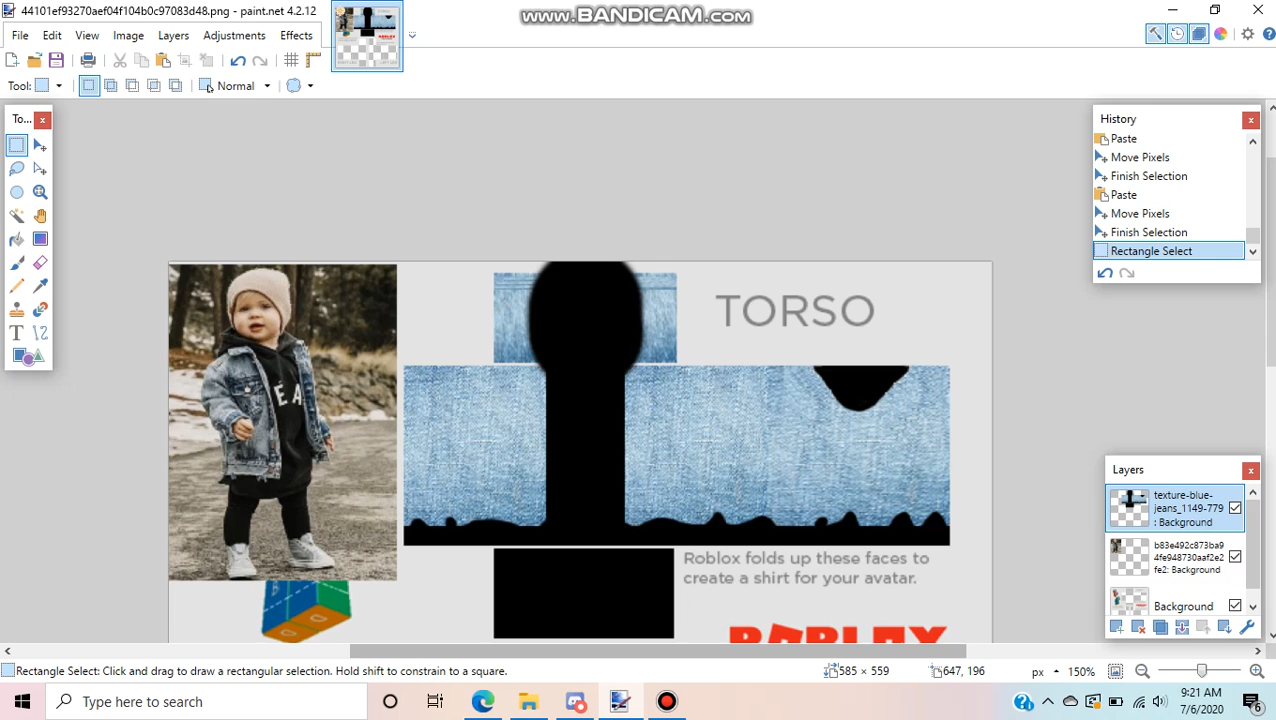 44101ef93270aef04f104b0c97083d48.png - paint.net 4.2.12
www.BANDICAM.com
File Edit View Image Layers Adjustments Effects
Tool: Normal
To...
History
Paste
Move Pixels
Finish Selection
Paste
Move Pixels
Finish Selection
Rectangle Select
TORSO
Roblox folds up these faces to
create a shirt for your avatar.
ROBLOX
Layers
texture-blue-
jeans_1149-779
: Background
b83e492c873ba9
4fe948730af2e2
fe2: Background
Background
Rectangle Select: Click and drag to draw a rectangular selection. Hold shift to constrain to a square.
585 × 559
647, 196
px
150%
Type here to search
9:21 AM
7/6/2020
6